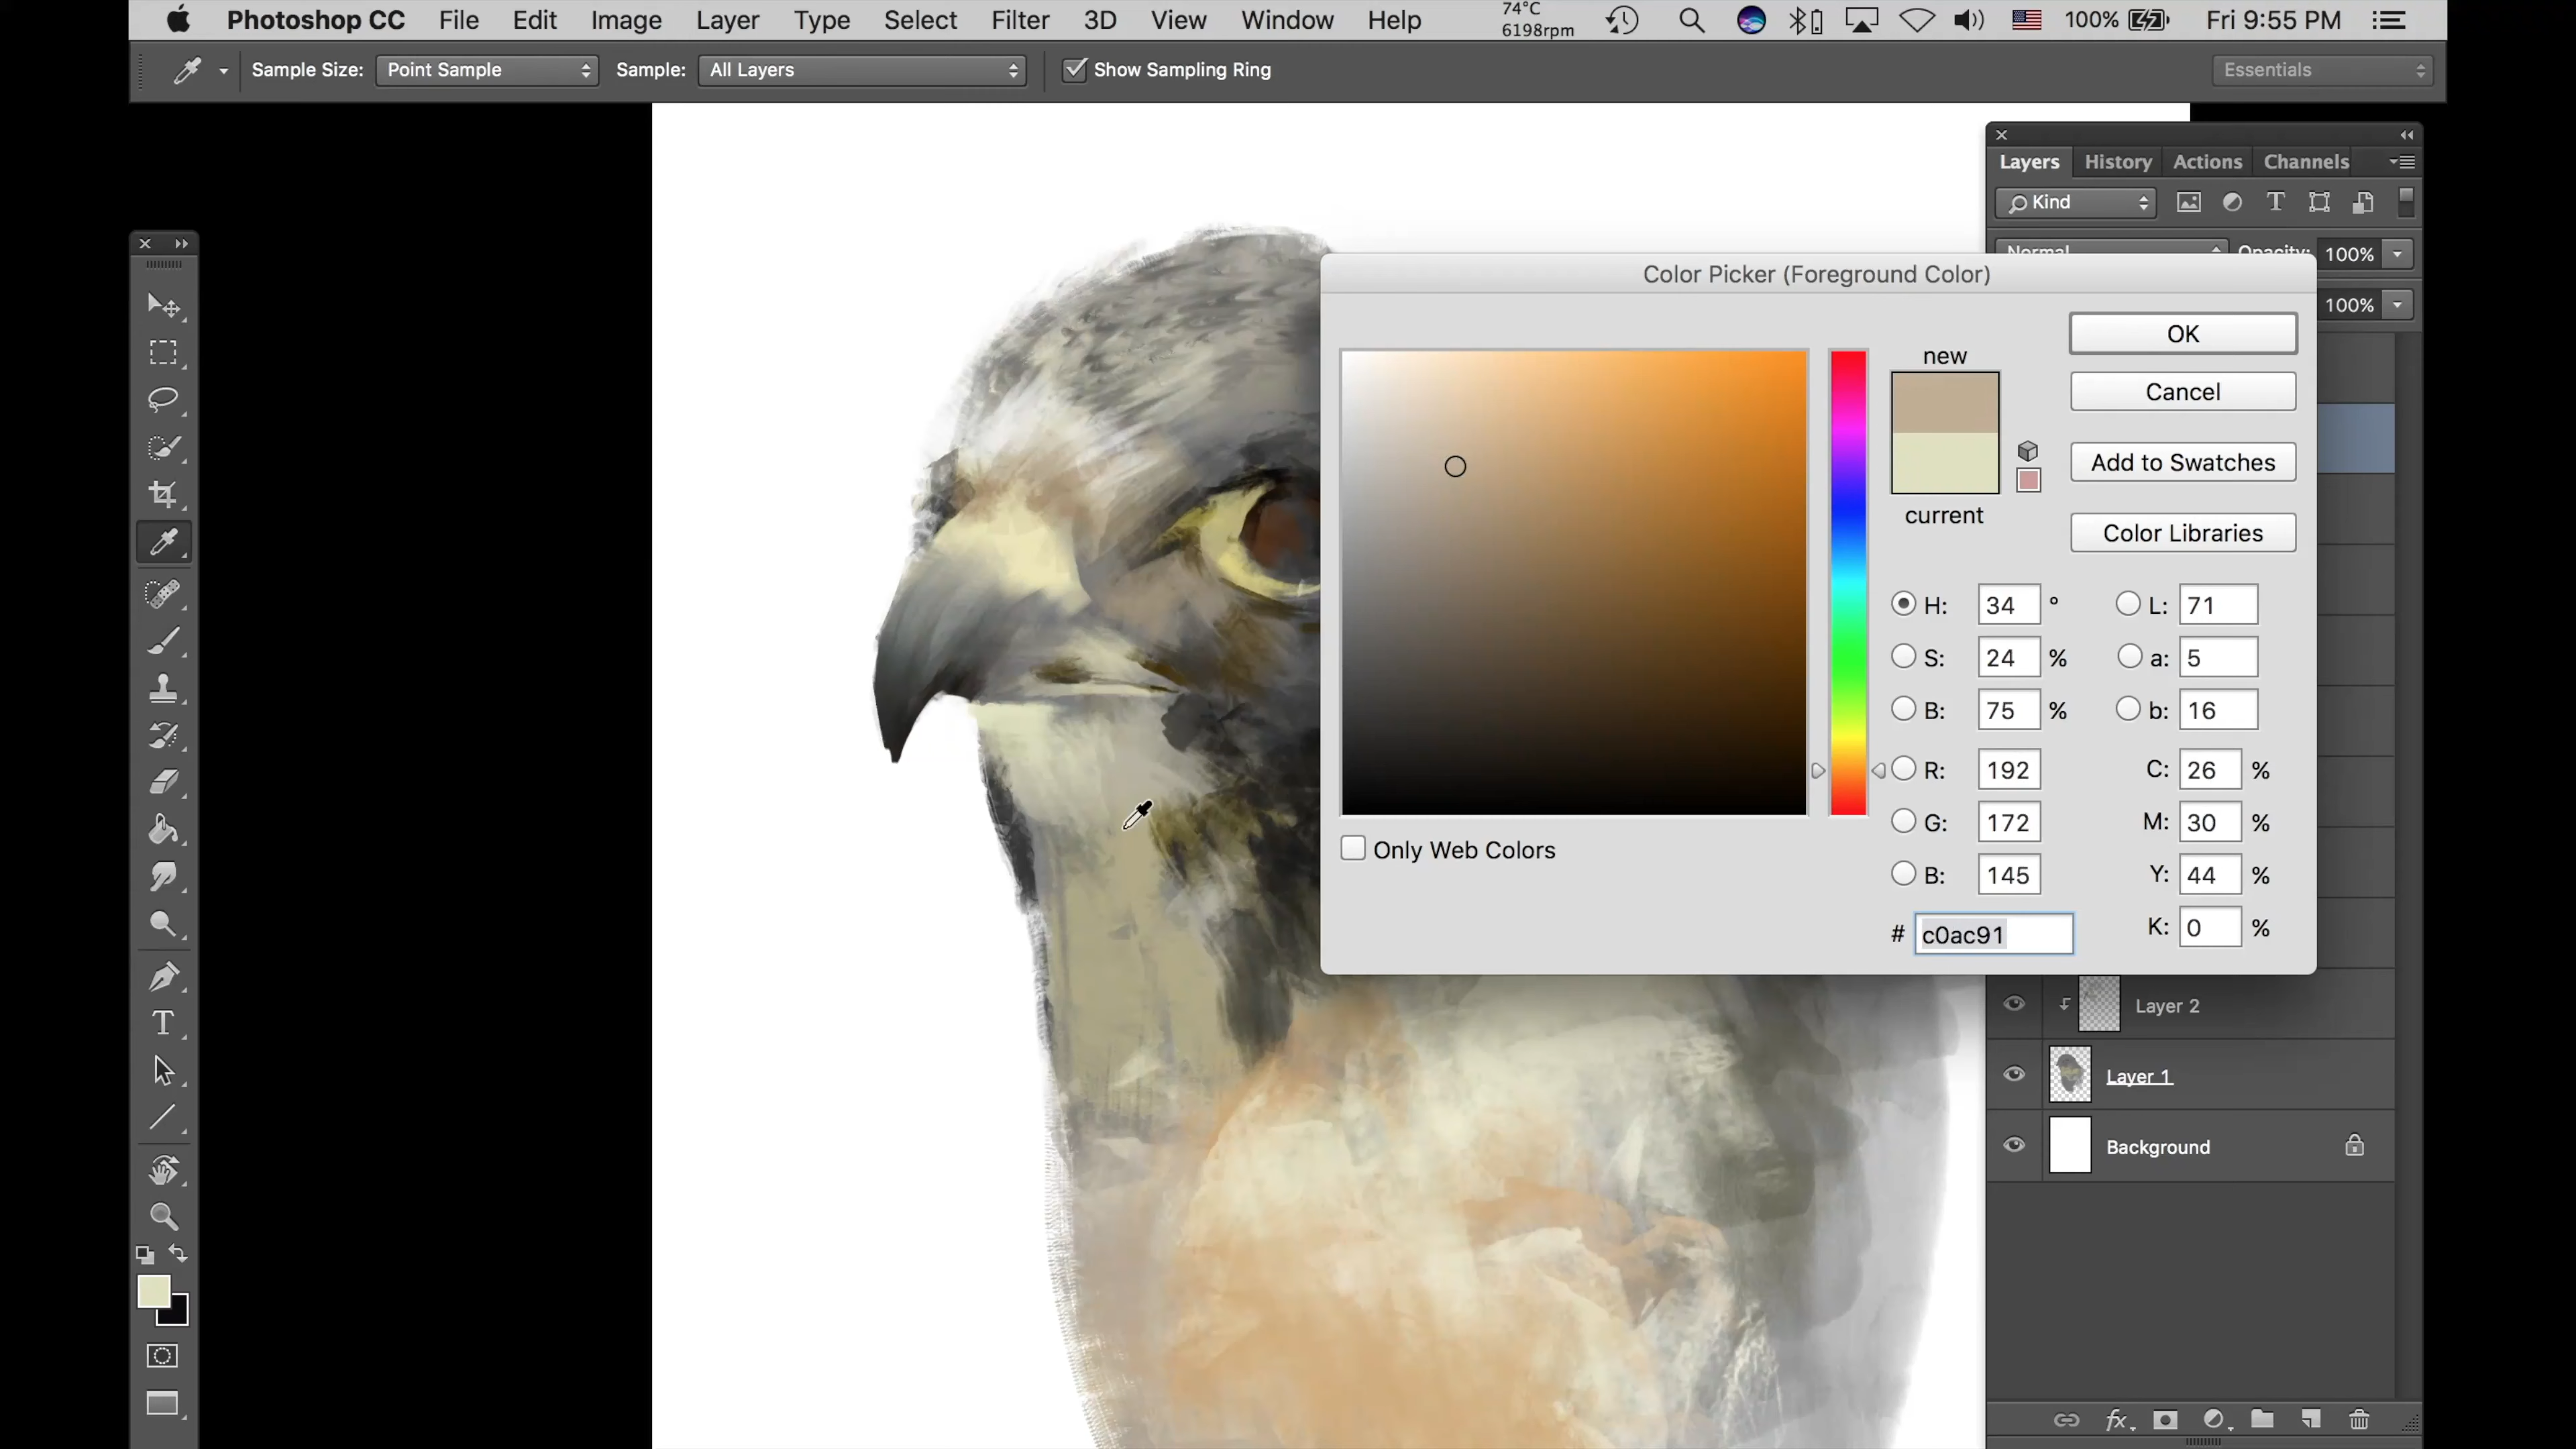 Photoshop CC File Edit Image Layer Type Select Filter 3D View Window Help 74°C 6198rpm 100% Fri 9:55 PM
Sample Size: Point Sample Sample: All Layers Show Sampling Ring Essentials
Layers History Actions Channels
Kind
Normal Opacity: 100%
100%
Color Picker (Foreground Color)
new
current
OK
Cancel
Add to Swatches
Color Libraries
H: 34 ° L: 71
S: 24 % a: 5
B: 75 % b: 16
R: 192 C: 26 %
G: 172 M: 30 %
B: 145 Y: 44 %
# c0ac91 K: 0 %
Only Web Colors
Layer 2
Layer 1
Background